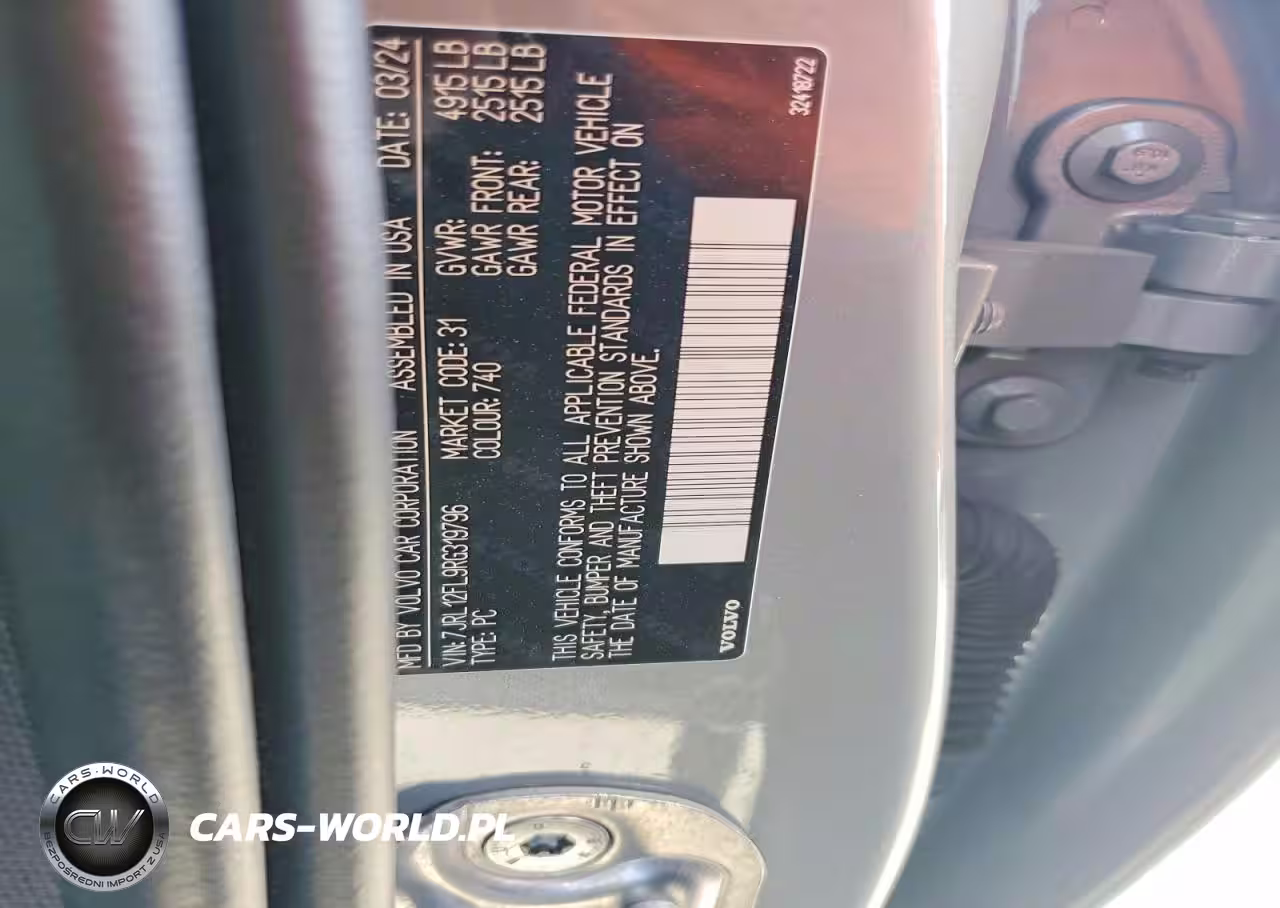 MFD BY VOLVO CAR CORPORATION ASSEMBLED IN USA DATE: 03/24
VIN: 7JRL12FL9RG319796 MARKET CODE: 31 GVWR: 4915 LB
TYPE: PC COLOUR: 740 GAWR FRONT: 2515 LB
GAWR REAR: 2515 LB
THIS VEHICLE CONFORMS TO ALL APPLICABLE FEDERAL MOTOR VEHICLE
SAFETY, BUMPER AND THEFT PREVENTION STANDARDS IN EFFECT ON
THE DATE OF MANUFACTURE SHOWN ABOVE.
VOLVO
32418722
CARS-WORLD
CW
BEZPOŚREDNI IMPORT Z USA
CARS-WORLD.PL